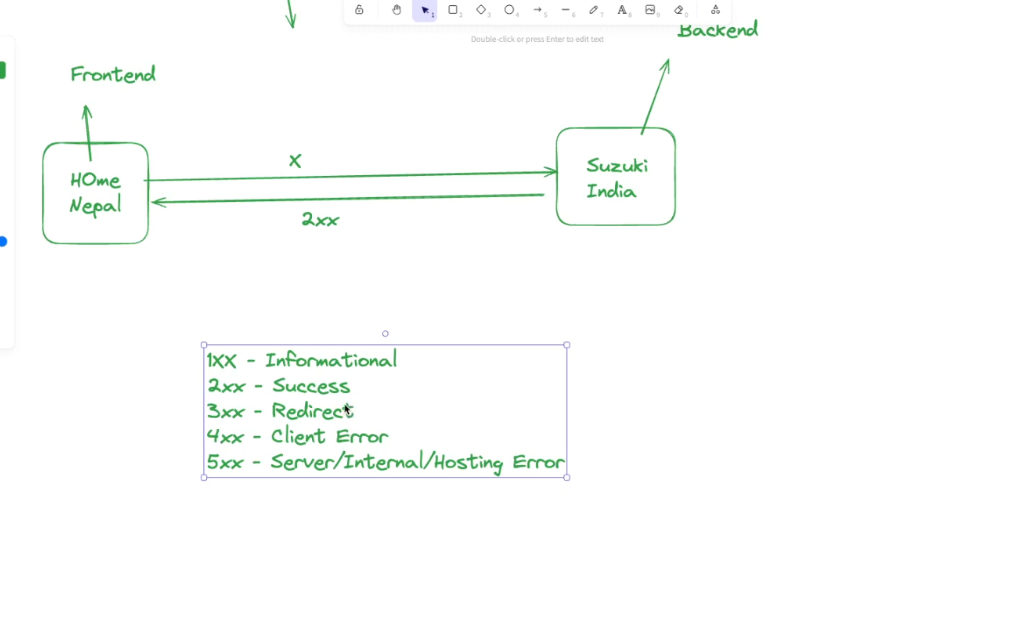 Double-click or press Enter to edit text
Backend
Frontend
X
HOme
Nepal
Suzuki
India
2xx
1XX - Informational
2xx - Success
3xx - Redirect
4xx - Client Error
5xx - Server/Internal/Hosting Error